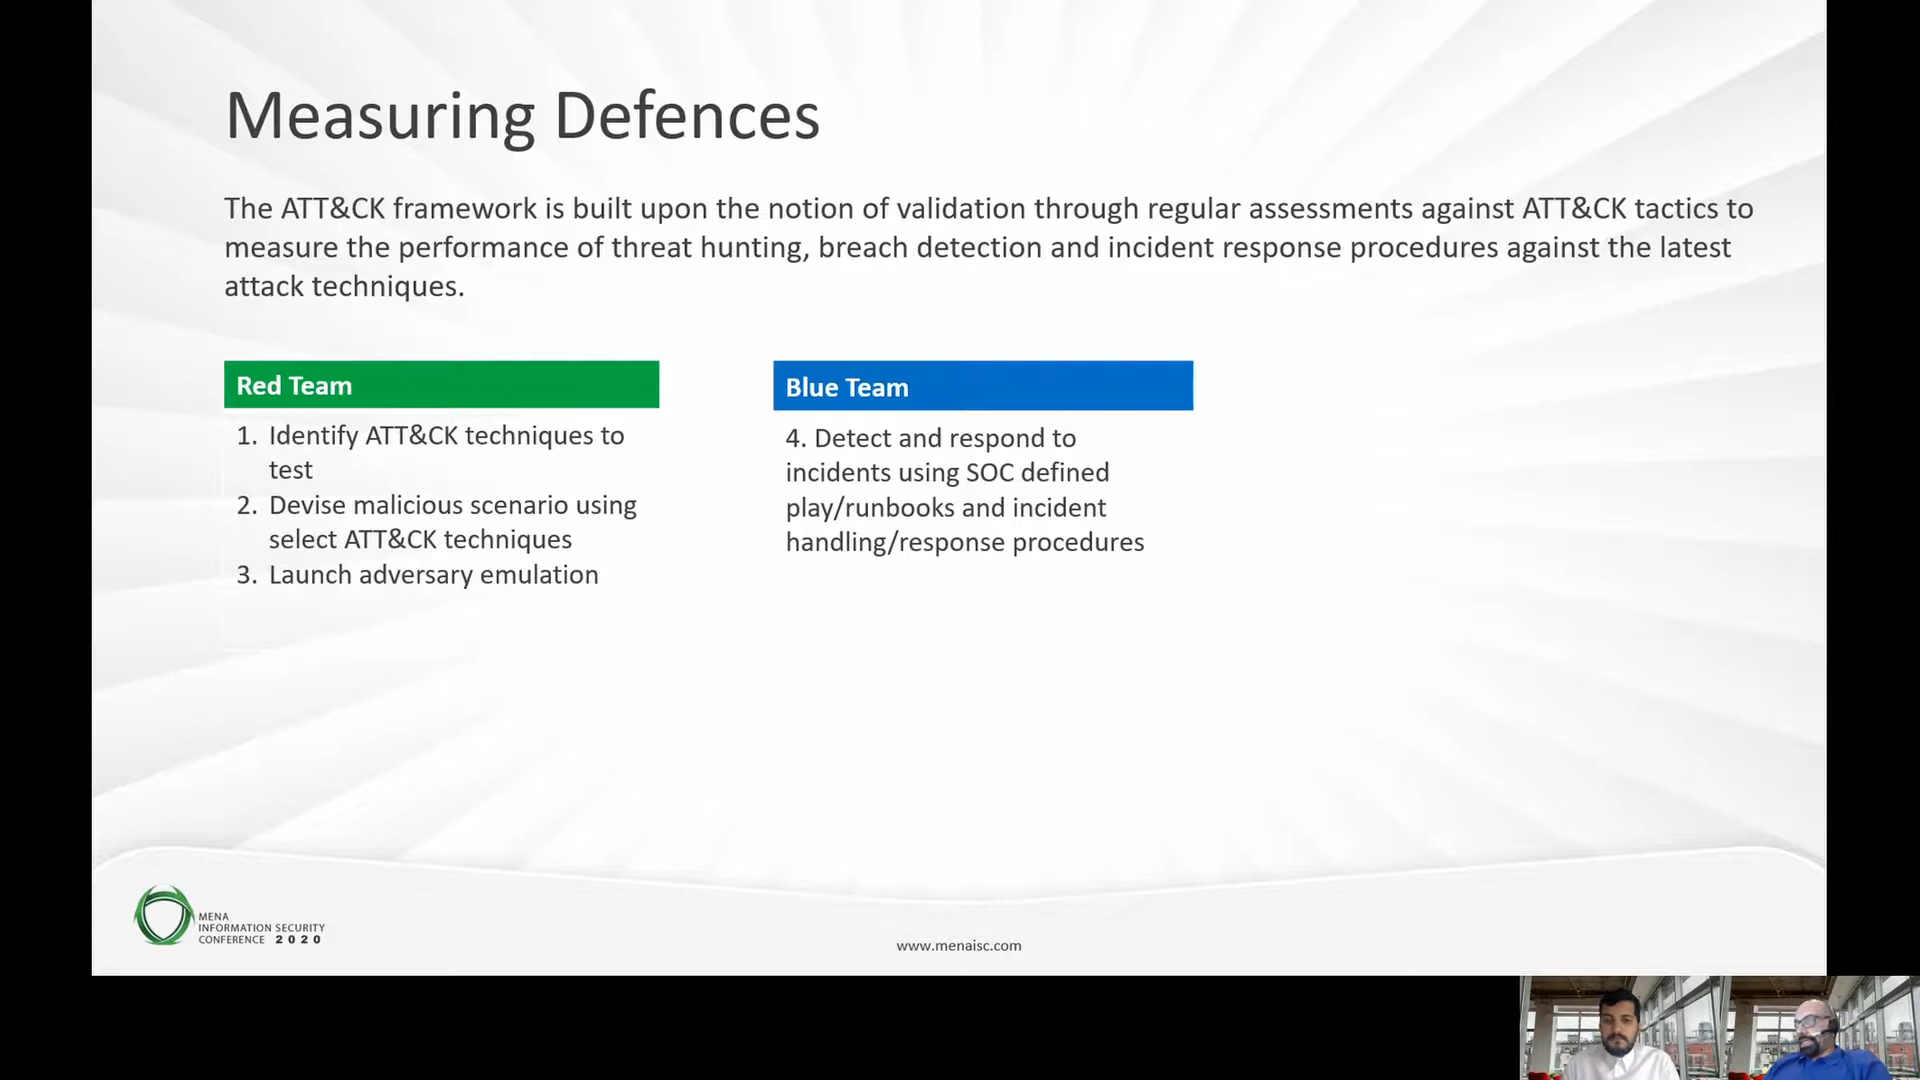 Measuring Defences
The ATT&CK framework is built upon the notion of validation through regular assessments against ATT&CK tactics to
measure the performance of threat hunting, breach detection and incident response procedures against the latest
attack techniques.
Red Team
1. Identify ATT&CK techniques to
test
2. Devise malicious scenario using
select ATT&CK techniques
3. Launch adversary emulation
Blue Team
4. Detect and respond to
incidents using SOC defined
play/runbooks and incident
handling/response procedures
MENA
INFORMATION SECURITY
CONFERENCE 2020
www.menaisc.com